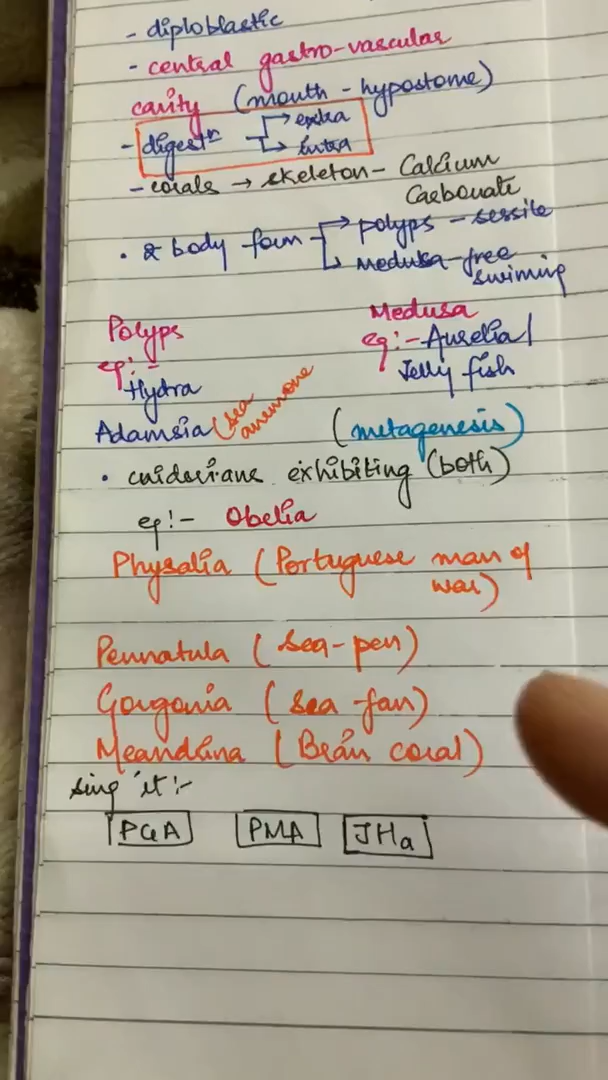 - diploblastic
- central gastro-vascular
cavity (mouth - hypostome)
- digestⁿ → extra
→ intra
- corals → skeleton - Calcium
Carbonate
• 2 body form → polyps - sessile
→ medusa - free
swiming
Polyps
eg:-
Hydra
Adamsia (sea
anemone
Medusa
eg:- Aurelia/
Jelly fish
(metagenesis)
• cnidarians exhibiting (both)
eg:- Obelia
Physalia (Portuguese man of
war)
Pennatula (sea-pen)
Gorgonia (sea fan)
Meandrina (Brain coral)
sing it:-
PGA PMA JHa